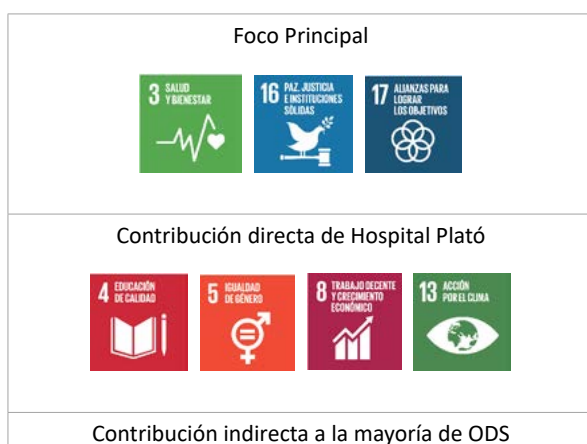 Foco Principal
3 SALUD
Y BIENESTAR
16 PAZ, JUSTICIA
E INSTITUCIONES
SÓLIDAS
17 ALIANZAS PARA
LOGRAR
LOS OBJETIVOS
Contribución directa de Hospital Plató
4 EDUCACIÓN
DE CALIDAD
5 IGUALDAD
DE GÉNERO
8 TRABAJO DECENTE
Y CRECIMIENTO
ECONÓMICO
13 ACCIÓN
POR EL CLIMA
Contribución indirecta a la mayoría de ODS